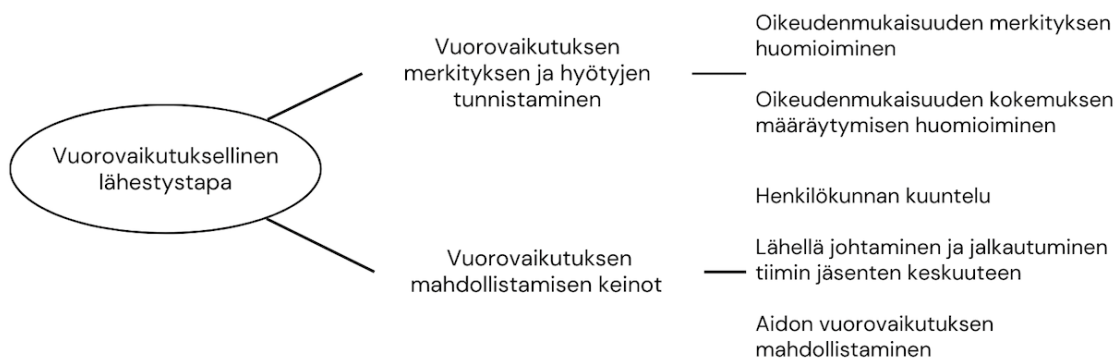 Vuorovaikutuksellinen
lähestystapa
Vuorovaikutuksen
merkityksen ja hyötyjen
tunnistaminen
Oikeudenmukaisuuden merkityksen
huomioiminen
Oikeudenmukaisuuden kokemuksen
määräytymisen huomioiminen
Vuorovaikutuksen
mahdollistamisen keinot
Henkilökunnan kuuntelu
Lähellä johtaminen ja jalkautuminen
tiimin jäsenten keskuuteen
Aidon vuorovaikutuksen
mahdollistaminen